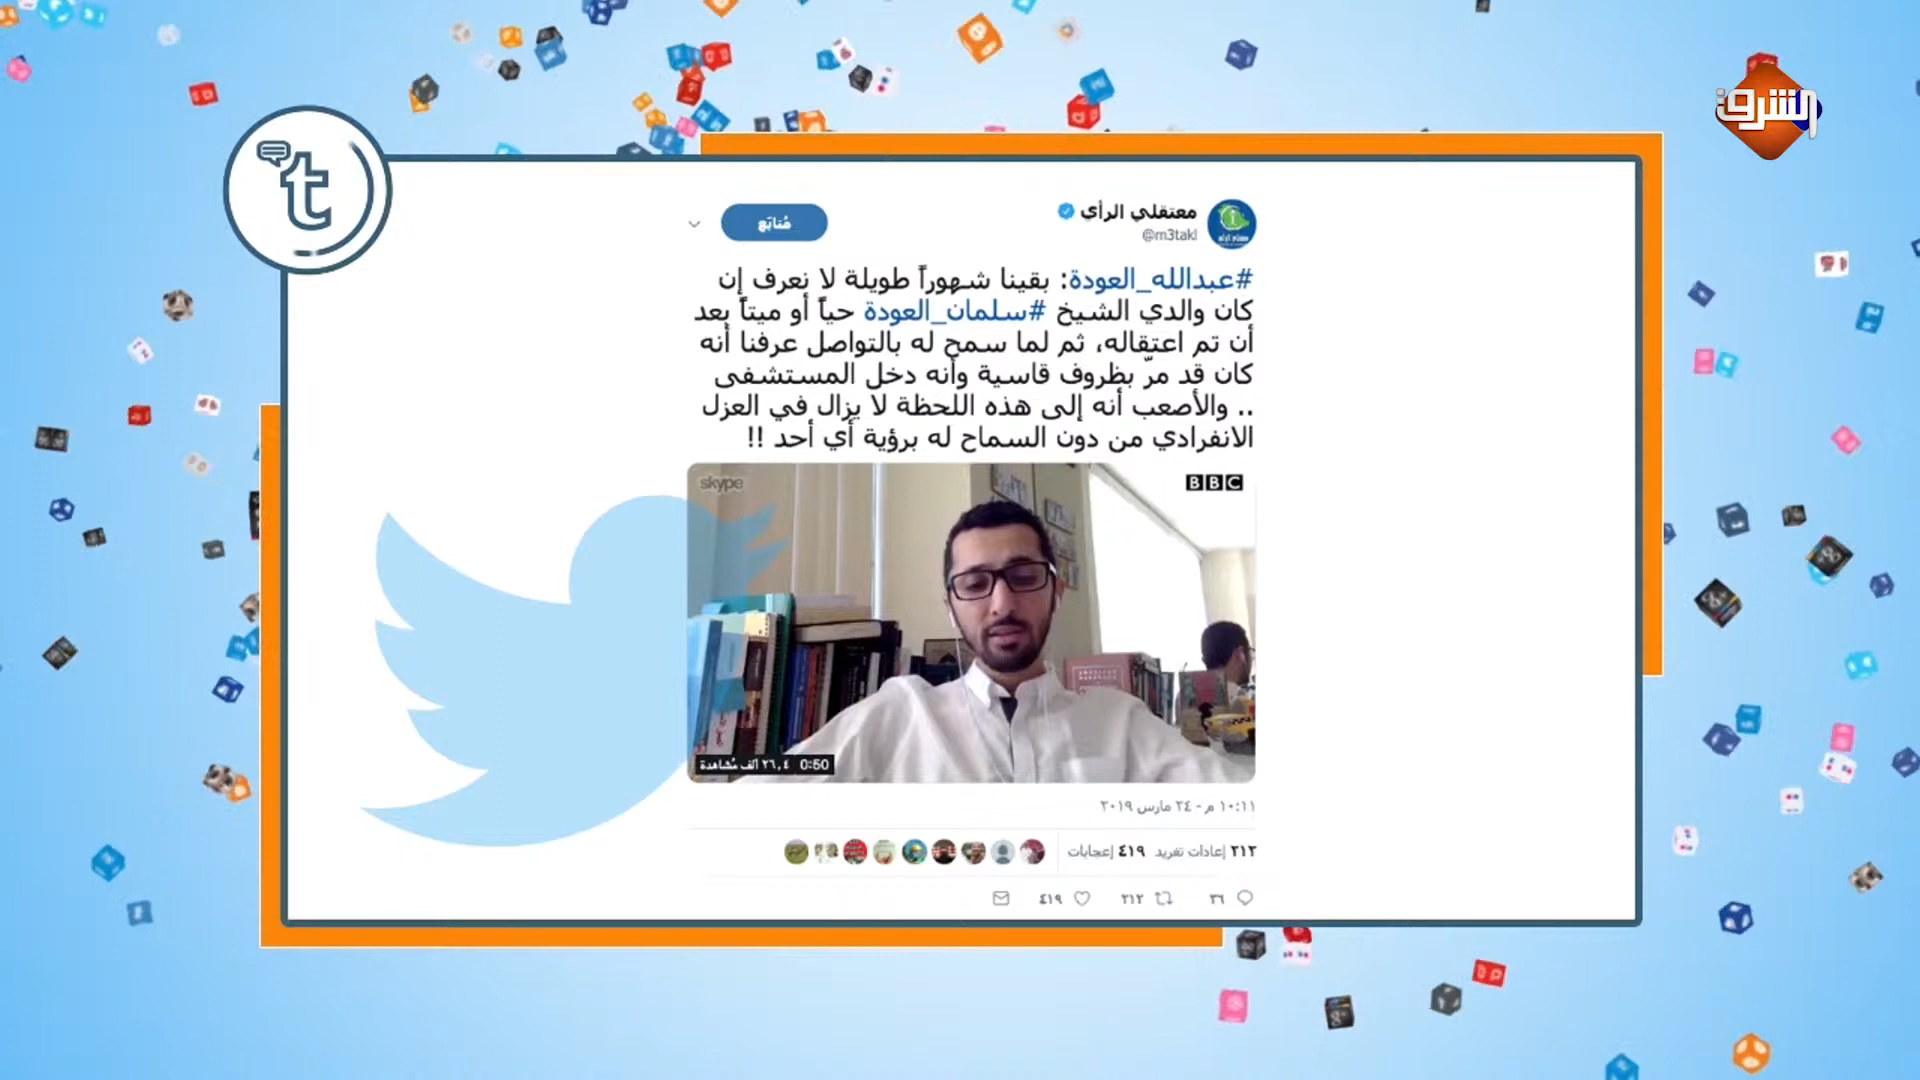 الشرق
t
معتقلي الرأي
@m3takl
مُتابَع
#عبدالله_العودة: بقينا شهوراً طويلة لا نعرف إن
كان والدي الشيخ #سلمان_العودة حياً أو ميتاً بعد
أن تم اعتقاله، ثم لما سمح له بالتواصل عرفنا أنه
كان قد مرّ بظروف قاسية وأنه دخل المستشفى
.. والأصعب أنه إلى هذه اللحظة لا يزال في العزل
الانفرادي من دون السماح له برؤية أي أحد !!
skype
BBC
0:50 ٢٦,٤ ألف مُشاهدة
١٠:١١ م - ٢٤ مارس ٢٠١٩
٢١٢ إعادات تغريد ٤١٩ إعجابات
٣٦ ٢١٢ ٤١٩